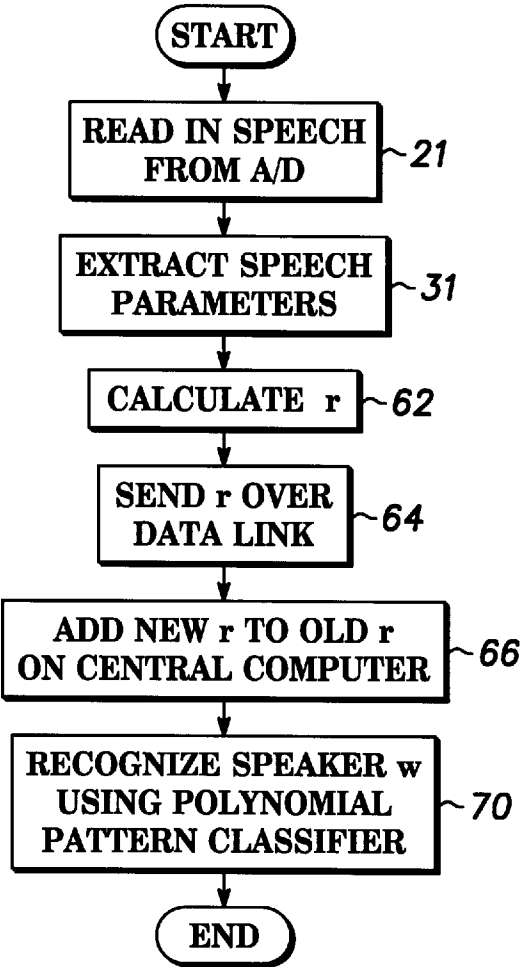 START
READ IN SPEECH
FROM A/D
21
EXTRACT SPEECH
PARAMETERS
31
CALCULATE r
62
SEND r OVER
DATA LINK
64
ADD NEW r TO OLD r
ON CENTRAL COMPUTER
66
RECOGNIZE SPEAKER w
USING POLYNOMIAL
PATTERN CLASSIFIER
70
END